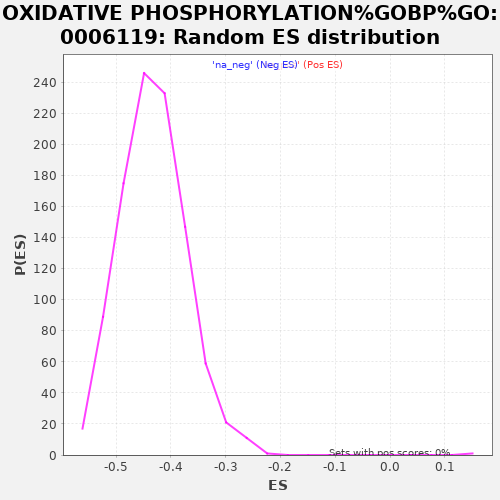 OXIDATIVE PHOSPHORYLATION%GOBP%GO:
0006119: Random ES distribution
'na_neg' (Neg ES)' (Pos ES)
240
220
200
180
160
140
120
100
80
60
40
20
0
P(ES)
Sets with pos scores: 0%
-0.5 -0.4 -0.3 -0.2 -0.1 0.0 0.1
ES